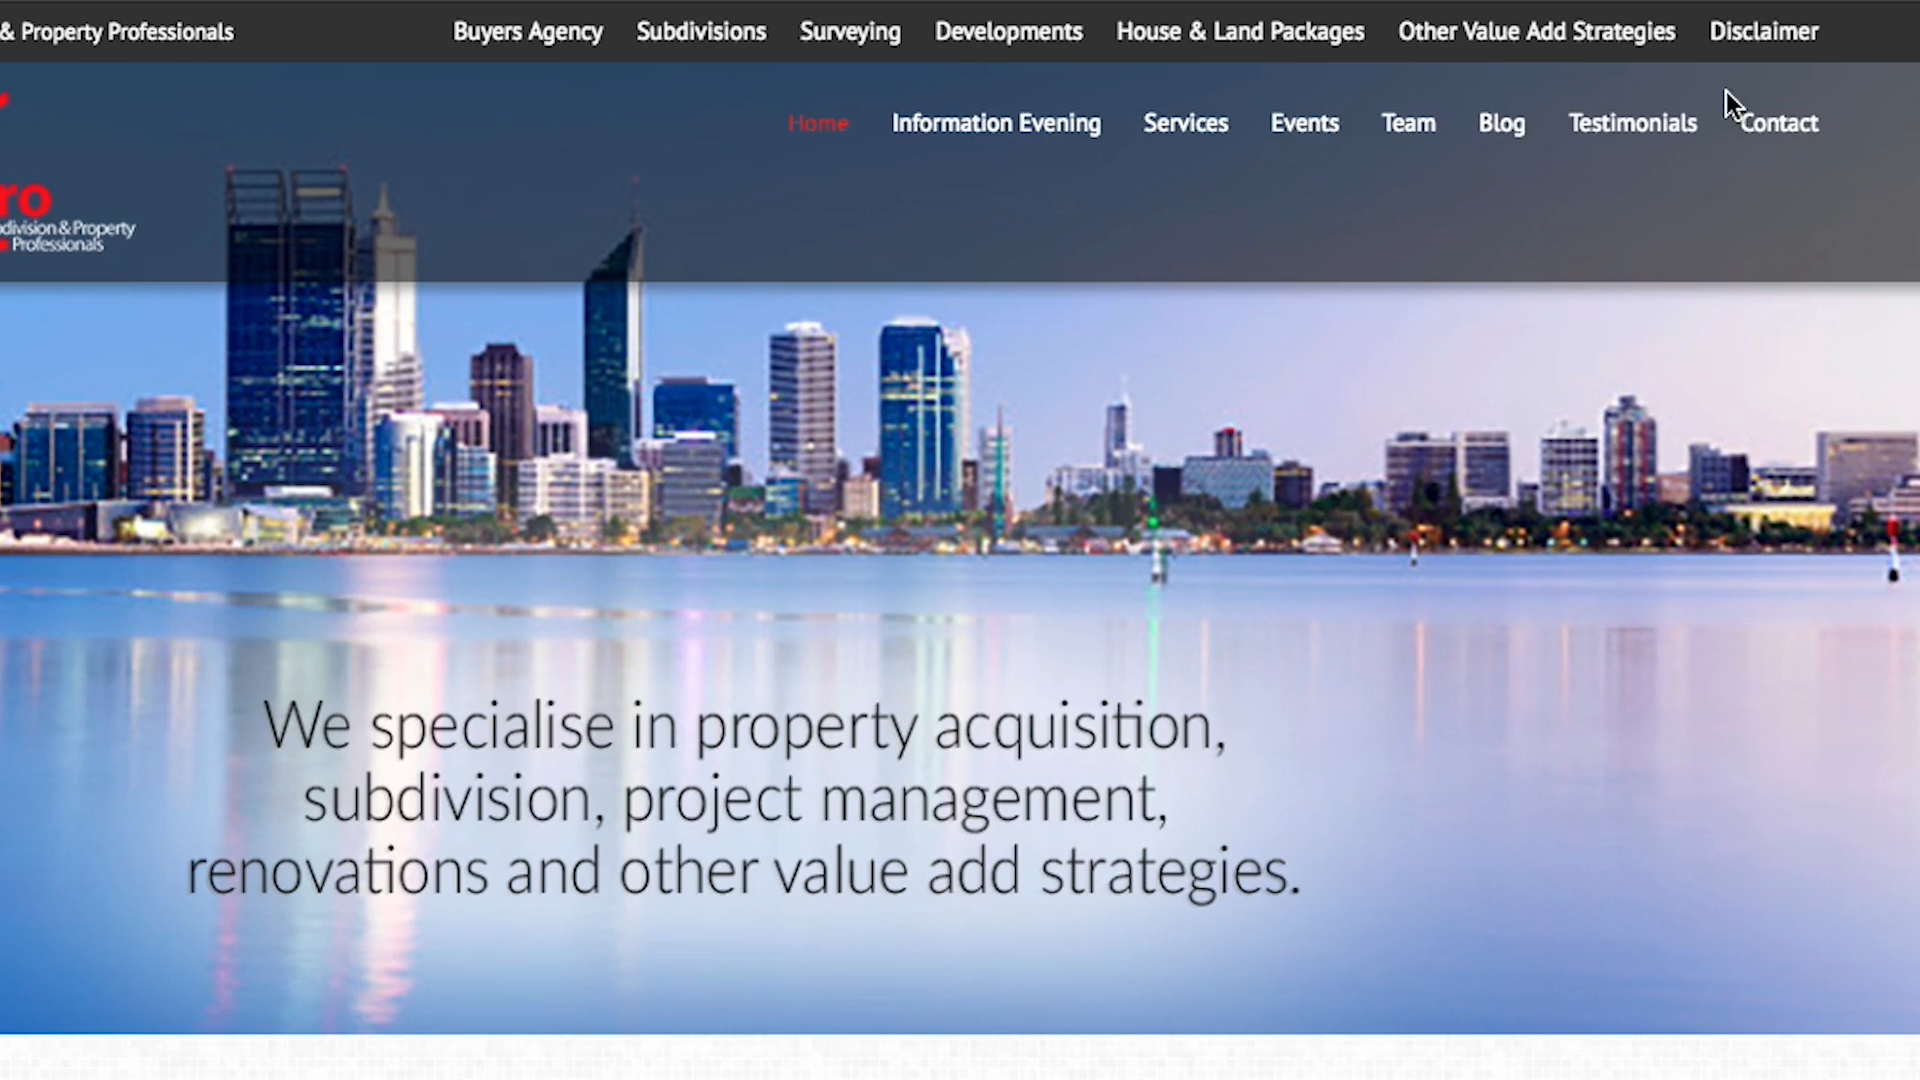 & Property Professionals Buyers Agency Subdivisions Surveying Developments House & Land Packages Other Value Add Strategies Disclaimer
Home Information Evening Services Events Team Blog Testimonials Contact
ro
division & Property
Professionals
We specialise in property acquisition,
subdivision, project management,
renovations and other value add strategies.